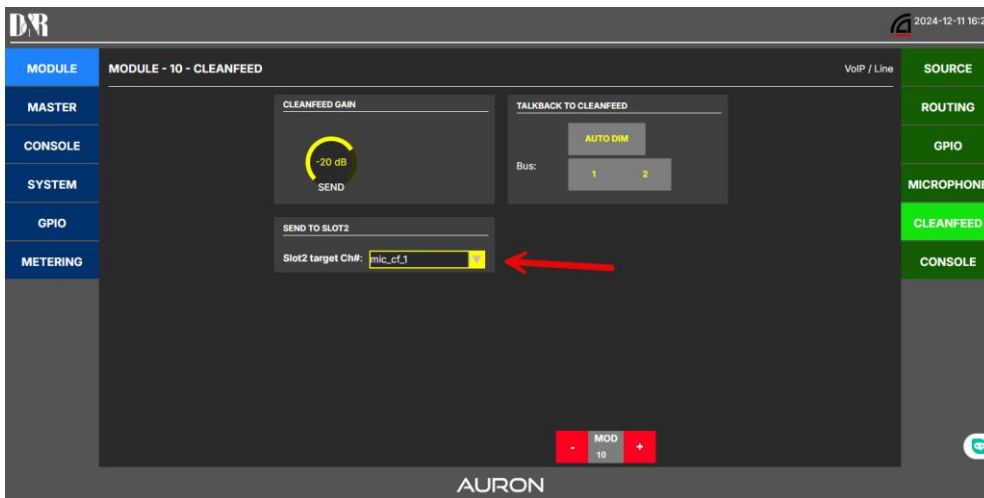 D&R
2024-12-11 16:2
MODULE
MASTER
CONSOLE
SYSTEM
GPIO
METERING
MODULE - 10 - CLEANFEED
VoIP / Line
CLEANFEED GAIN
-20 dB
SEND
TALKBACK TO CLEANFEED
AUTO DIM
Bus:
1 2
SEND TO SLOT2
Slot2 target Ch#: mic_cf_1
- MOD +
10
SOURCE
ROUTING
GPIO
MICROPHONE
CLEANFEED
CONSOLE
AURON